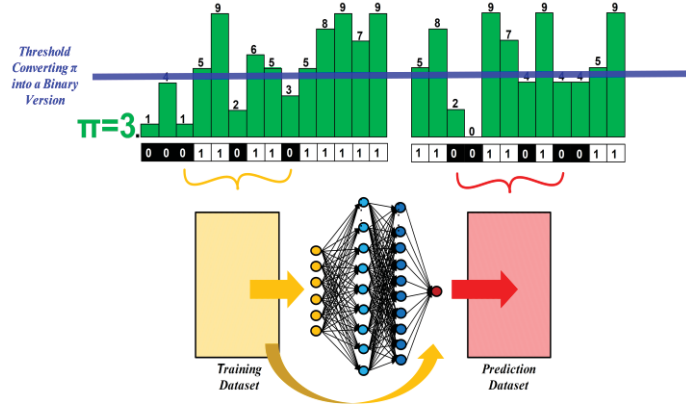 Threshold
Converting π
into a Binary
Version
π=3.
1 4 1 5 9 2 6 5 3 5 8 9 7 9
5 8 2 0 9 7 4 9 4 4 5 9
0 0 0 1 1 0 1 1 0 1 1 1 1 1
1 1 0 0 1 1 0 1 0 0 1 1
Training
Dataset
Prediction
Dataset